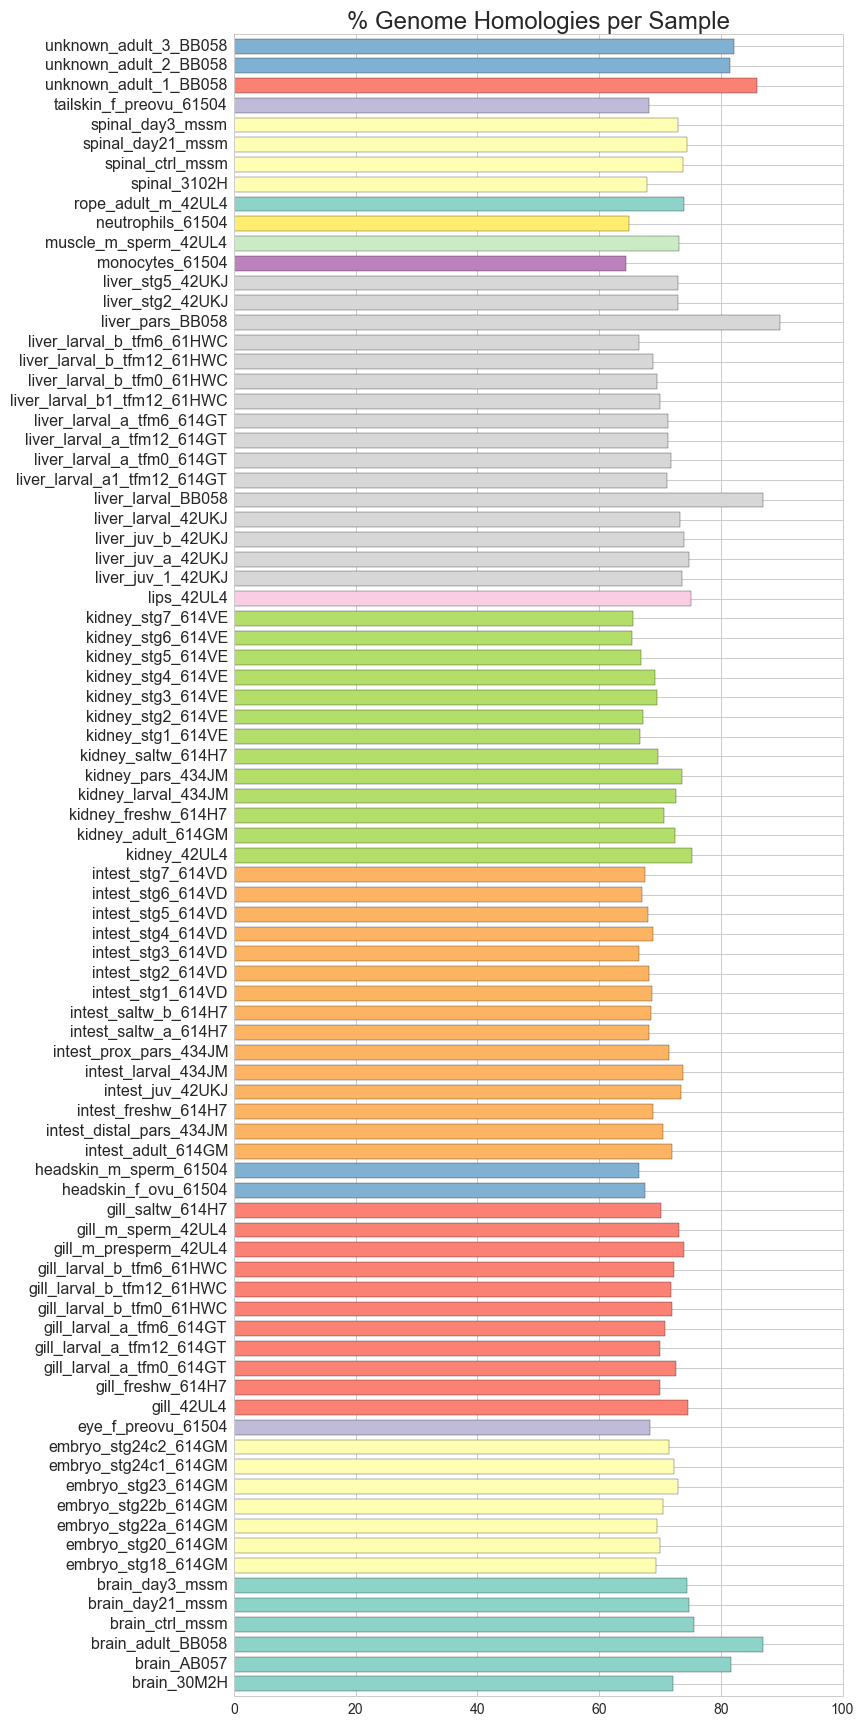 % Genome Homologies per Sample
unknown_adult_3_BB058
unknown_adult_2_BB058
unknown_adult_1_BB058
tailskin_f_preovu_61504
spinal_day3_mssm
spinal_day21_mssm
spinal_ctrl_mssm
spinal_3102H
rope_adult_m_42UL4
neutrophils_61504
muscle_m_sperm_42UL4
monocytes_61504
liver_stg5_42UKJ
liver_stg2_42UKJ
liver_pars_BB058
liver_larval_b_tfm6_61HWC
liver_larval_b_tfm12_61HWC
liver_larval_b_tfm0_61HWC
liver_larval_b1_tfm12_61HWC
liver_larval_a_tfm6_614GT
liver_larval_a_tfm12_614GT
liver_larval_a_tfm0_614GT
liver_larval_a1_tfm12_614GT
liver_larval_BB058
liver_larval_42UKJ
liver_juv_b_42UKJ
liver_juv_a_42UKJ
liver_juv_1_42UKJ
lips_42UL4
kidney_stg7_614VE
kidney_stg6_614VE
kidney_stg5_614VE
kidney_stg4_614VE
kidney_stg3_614VE
kidney_stg2_614VE
kidney_stg1_614VE
kidney_saltw_614H7
kidney_pars_434JM
kidney_larval_434JM
kidney_freshw_614H7
kidney_adult_614GM
kidney_42UL4
intest_stg7_614VD
intest_stg6_614VD
intest_stg5_614VD
intest_stg4_614VD
intest_stg3_614VD
intest_stg2_614VD
intest_stg1_614VD
intest_saltw_b_614H7
intest_saltw_a_614H7
intest_prox_pars_434JM
intest_larval_434JM
intest_juv_42UKJ
intest_freshw_614H7
intest_distal_pars_434JM
intest_adult_614GM
headskin_m_sperm_61504
headskin_f_ovu_61504
gill_saltw_614H7
gill_m_sperm_42UL4
gill_m_presperm_42UL4
gill_larval_b_tfm6_61HWC
gill_larval_b_tfm12_61HWC
gill_larval_b_tfm0_61HWC
gill_larval_a_tfm6_614GT
gill_larval_a_tfm12_614GT
gill_larval_a_tfm0_614GT
gill_freshw_614H7
gill_42UL4
eye_f_preovu_61504
embryo_stg24c2_614GM
embryo_stg24c1_614GM
embryo_stg23_614GM
embryo_stg22b_614GM
embryo_stg22a_614GM
embryo_stg20_614GM
embryo_stg18_614GM
brain_day3_mssm
brain_day21_mssm
brain_ctrl_mssm
brain_adult_BB058
brain_AB057
brain_30M2H
0 20 40 60 80 100